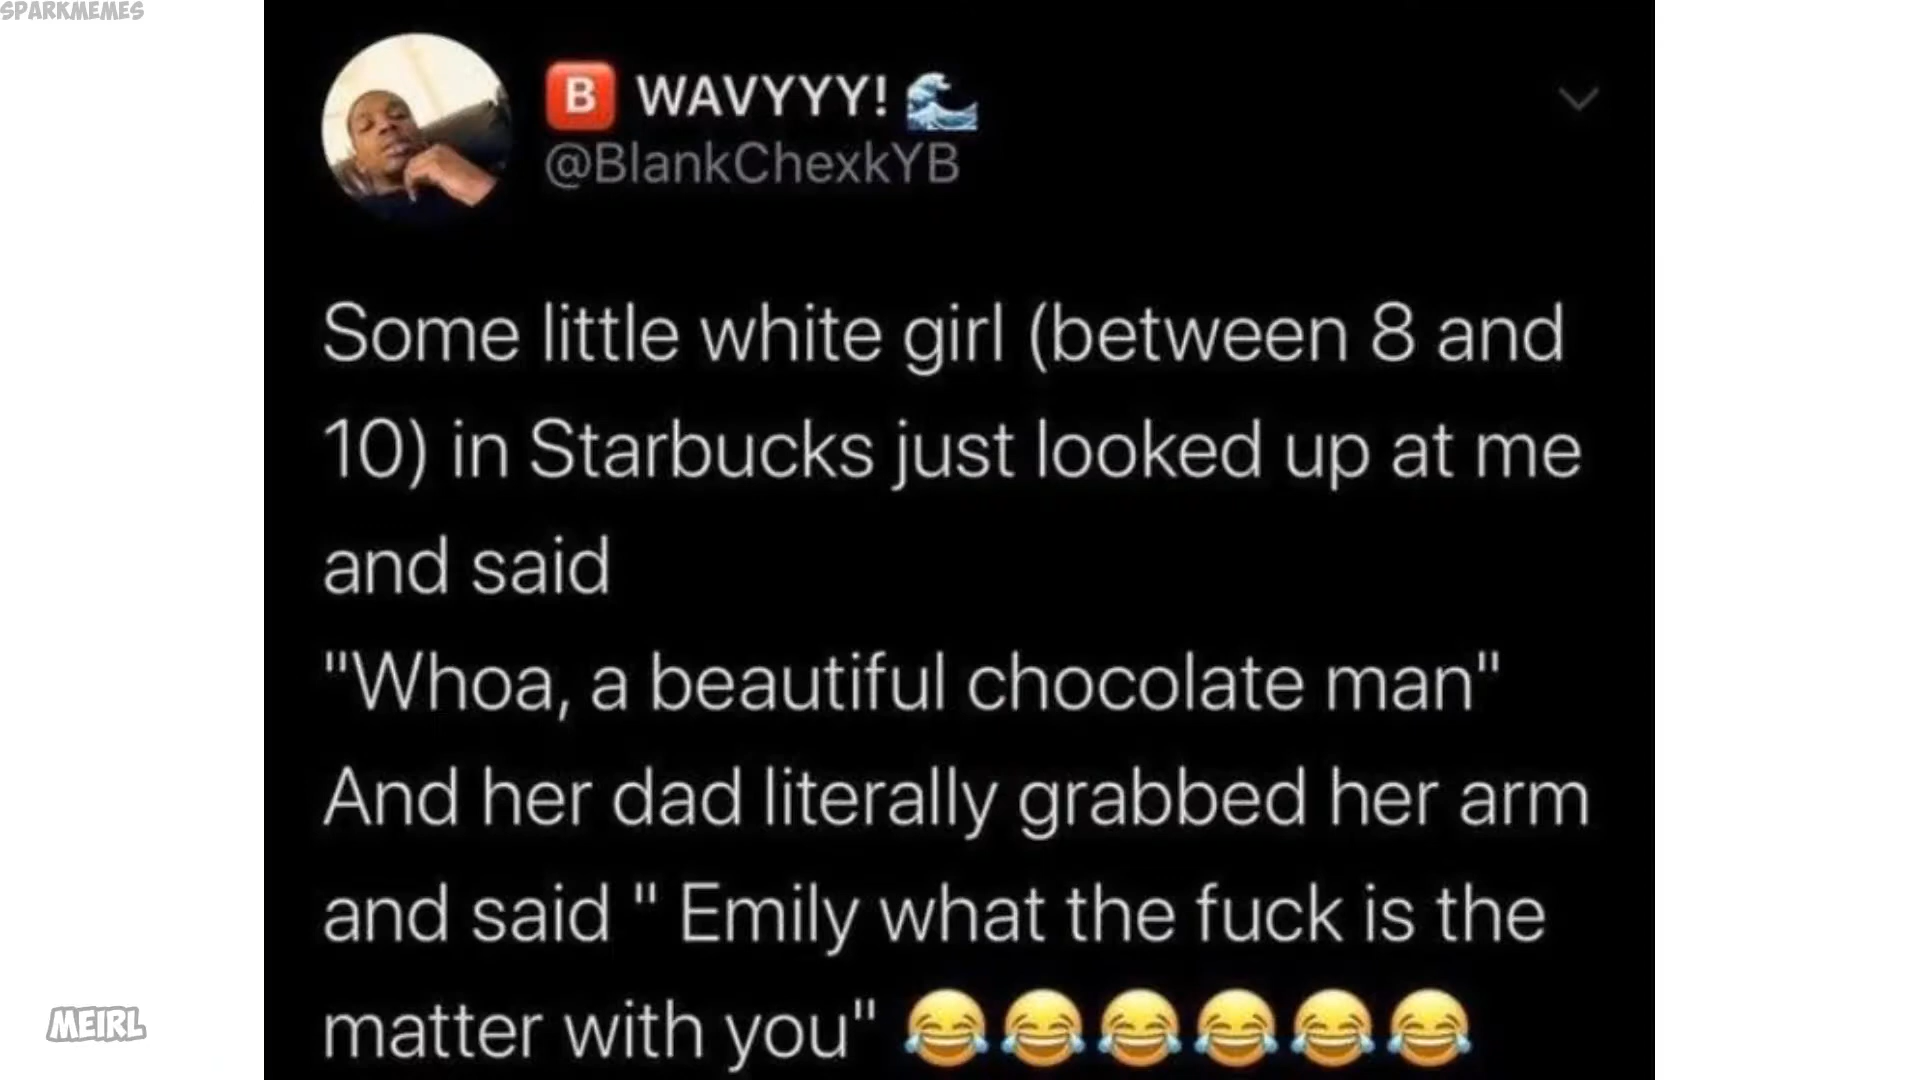 SPARKMEMES
B WAVYYY! 🌊
@BlankChexkYB
Some little white girl (between 8 and
10) in Starbucks just looked up at me
and said
"Whoa, a beautiful chocolate man"
And her dad literally grabbed her arm
and said " Emily what the fuck is the
matter with you" 😂😂😂😂😂😂
MEIRL